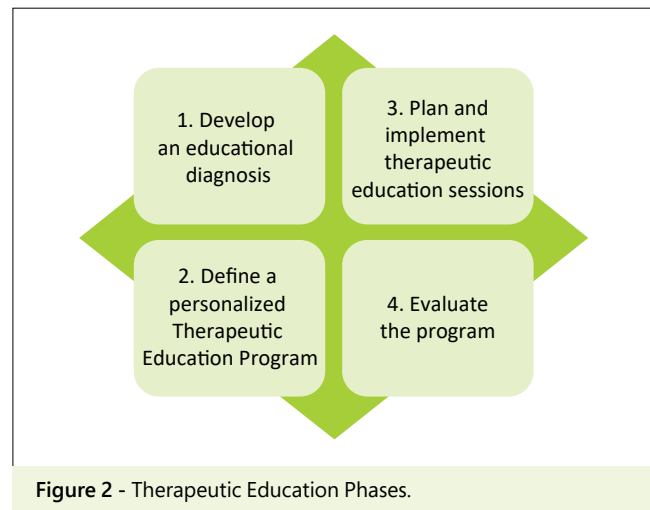 1. Develop
an educational
diagnosis
2. Define a
personalized
Therapeutic
Education Program
3. Plan and
implement
therapeutic
education sessions
4. Evaluate
the program
Figure 2 - Therapeutic Education Phases.